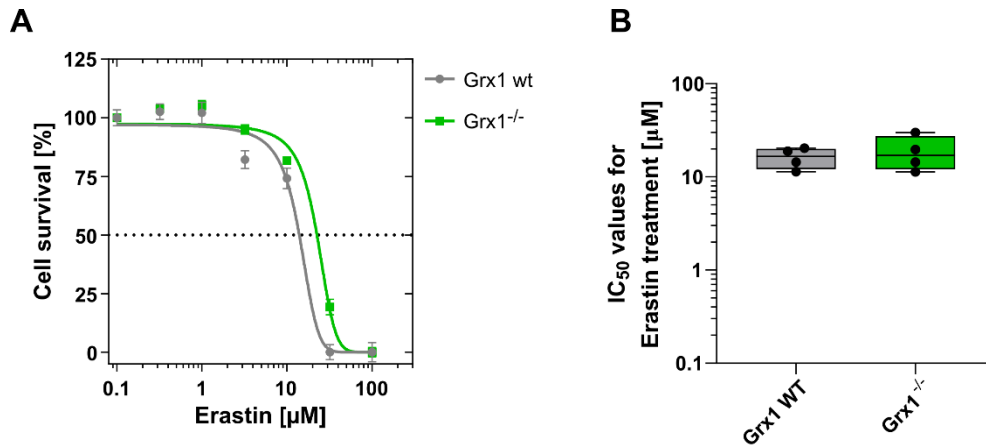 A
Cell survival [%]
125
100
75
50
25
0
0.1 1 10 100
Erastin [µM]
Grx1 wt
Grx1-/-
B
IC50 values for
Erastin treatment [µM]
100
10
1
0.1
Grx1 WT
Grx1-/-